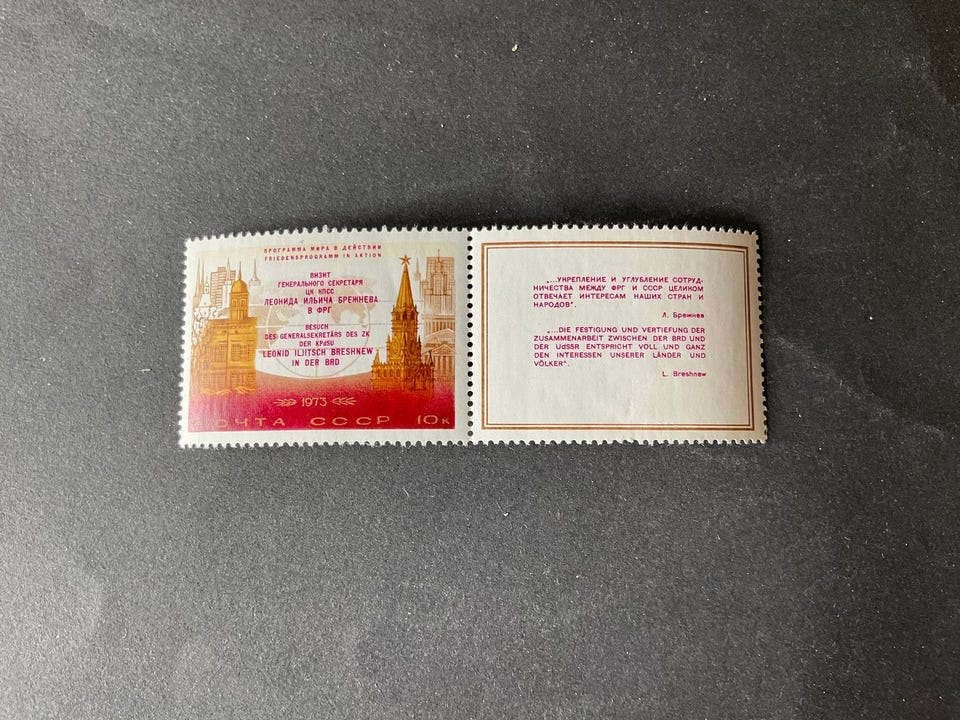 ПРОГРАММА МИРА В ДЕЙСТВИИ
FRIEDENSPROGRAMM IN AKTION
ВИЗИТ
ГЕНЕРАЛЬНОГО СЕКРЕТАРЯ
ЦК КПСС
ЛЕОНИДА ИЛЬИЧА БРЕЖНЕВА
В ФРГ
BESUCH
DES GENERALSEKRETÄRS DES ZK
DER KPdSU
LEONID ILJITSCH BRESHNEW
IN DER BRD
1973
ПОЧТА СССР 10к
„...УКРЕПЛЕНИЕ И УГЛУБЛЕНИЕ СОТРУД-
НИЧЕСТВА МЕЖДУ ФРГ И СССР ЦЕЛИКОМ
ОТВЕЧАЕТ ИНТЕРЕСАМ НАШИХ СТРАН И
НАРОДОВ“.
Л. Брежнев
„...DIE FESTIGUNG UND VERTIEFUNG DER
ZUSAMMENARBEIT ZWISCHEN DER BRD UND
DER UdSSR ENTSPRICHT VOLL UND GANZ
DEN INTERESSEN UNSERER LÄNDER UND
VÖLKER“.
L. Breshnew